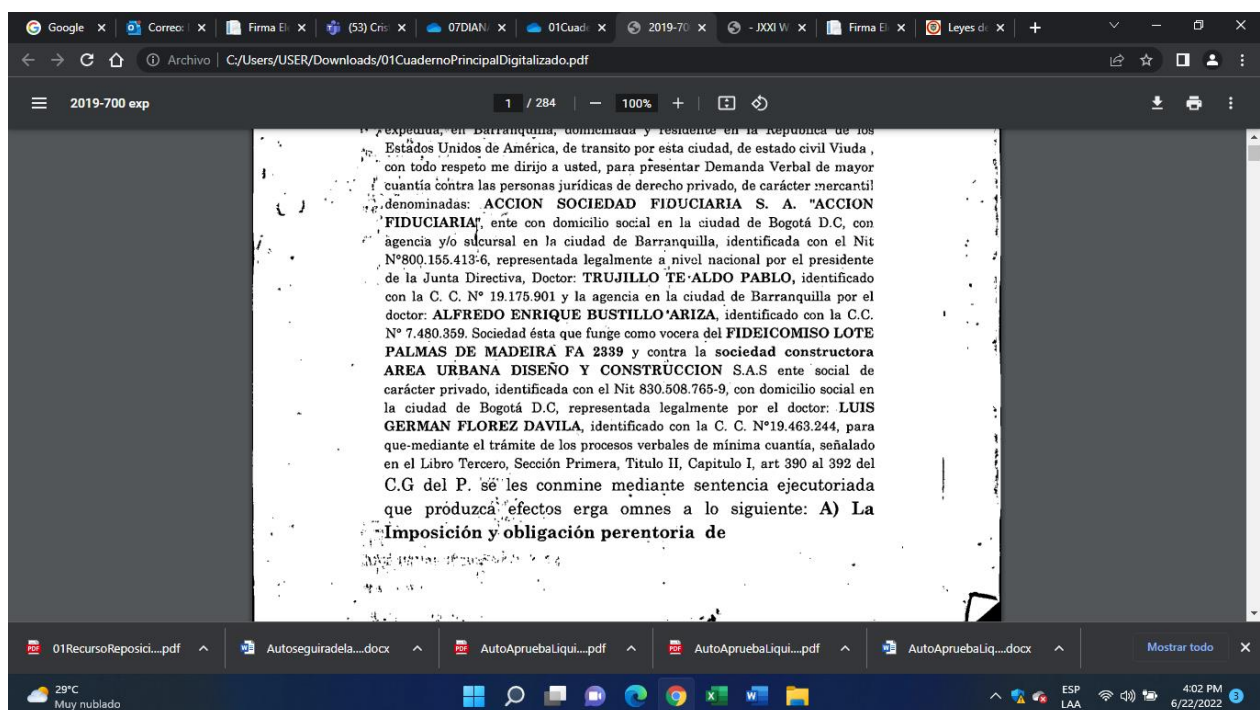 Google
Correo:
Firma El
(53) Cris
07DIAN
01Cuade
2019-70
- JXXI W
Firma El
Leyes de
Archivo | C:/Users/USER/Downloads/01CuadernoPrincipalDigitalizado.pdf
2019-700 exp
1 / 284 | − 100% +
expedida, en Barranquilla, domiciliada y residente en la República de los
Estados Unidos de América, de transito por esta ciudad, de estado civil Viuda ,
con todo respeto me dirijo a usted, para presentar Demanda Verbal de mayor
cuantía contra las personas jurídicas de derecho privado, de carácter mercantil
denominadas: ACCION SOCIEDAD FIDUCIARIA S. A. "ACCION
FIDUCIARIA", ente con domicilio social en la ciudad de Bogotá D.C, con
agencia y/o sucursal en la ciudad de Barranquilla, identificada con el Nit
N°800.155.413-6, representada legalmente a nivel nacional por el presidente
de la Junta Directiva, Doctor: TRUJILLO TE ALDO PABLO, identificado
con la C. C. N° 19.175.901 y la agencia en la ciudad de Barranquilla por el
doctor: ALFREDO ENRIQUE BUSTILLO ARIZA, identificado con la C.C.
N° 7.480.359. Sociedad ésta que funge como vocera del FIDEICOMISO LOTE
PALMAS DE MADEIRA FA 2339 y contra la sociedad constructora
AREA URBANA DISEÑO Y CONSTRUCCION S.A.S ente social de
carácter privado, identificada con el Nit 830.508.765-9, con domicilio social en
la ciudad de Bogotá D.C, representada legalmente por el doctor: LUIS
GERMAN FLOREZ DAVILA, identificado con la C. C. N°19.463.244, para
que-mediante el trámite de los procesos verbales de mínima cuantía, señalado
en el Libro Tercero, Sección Primera, Titulo II, Capitulo I, art 390 al 392 del
C.G del P. se les conmine mediante sentencia ejecutoriada
que produzca efectos erga omnes a lo siguiente: A) La
Imposición y obligación perentoria de
01RecursoReposici....pdf
Autoseguiradela....docx
AutoApruebaLiqui....pdf
AutoApruebaLiqui....pdf
AutoApruebaLiq....docx
Mostrar todo
29°C
Muy nublado
ESP
LAA
4:02 PM
6/22/2022
3